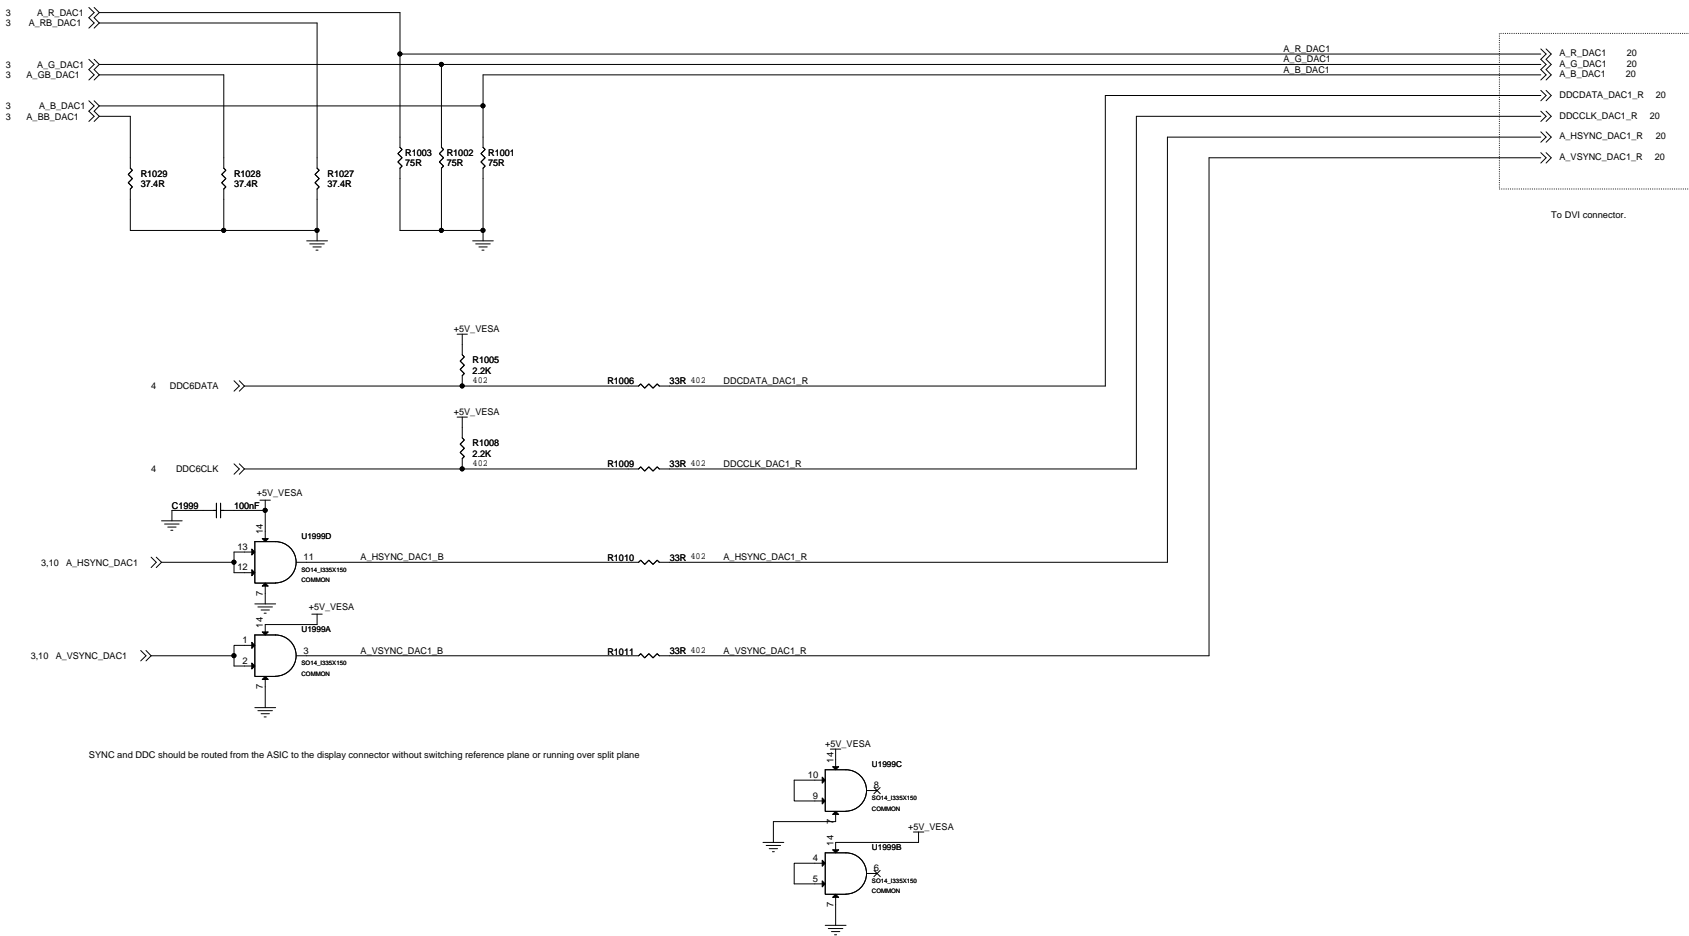 3 A_R_DAC1
3 A_RB_DAC1
3 A_G_DAC1
3 A_GB_DAC1
3 A_B_DAC1
3 A_BB_DAC1
A_R_DAC1
A_G_DAC1
A_B_DAC1
A_R_DAC1 20
A_G_DAC1 20
A_B_DAC1 20
DDCDATA_DAC1_R 20
DDCCLK_DAC1_R 20
A_HSYNC_DAC1_R 20
A_VSYNC_DAC1_R 20
To DVI connector.
R1029
37.4R
R1028
37.4R
R1027
37.4R
R1003
75R
R1002
75R
R1001
75R
+5V_VESA
R1005
2.2K
402
4 DDC6DATA
R1006 33R 402 DDCDATA_DAC1_R
+5V_VESA
R1008
2.2K
402
4 DDC6CLK
R1009 33R 402 DDCCLK_DAC1_R
+5V_VESA
C1999 100nF
14
U1999D
3,10 A_HSYNC_DAC1
13
12
11
SO14_I335X150
COMMON
7
A_HSYNC_DAC1_B
R1010 33R 402 A_HSYNC_DAC1_R
+5V_VESA
14
U1999A
3,10 A_VSYNC_DAC1
1
2
3
SO14_I335X150
COMMON
7
A_VSYNC_DAC1_B
R1011 33R 402 A_VSYNC_DAC1_R
SYNC and DDC should be routed from the ASIC to the display connector without switching reference plane or running over split plane
+5V_VESA
14
U1999C
10
9
8
SO14_I335X150
COMMON
7
+5V_VESA
14
U1999B
4
5
6
SO14_I335X150
COMMON
7